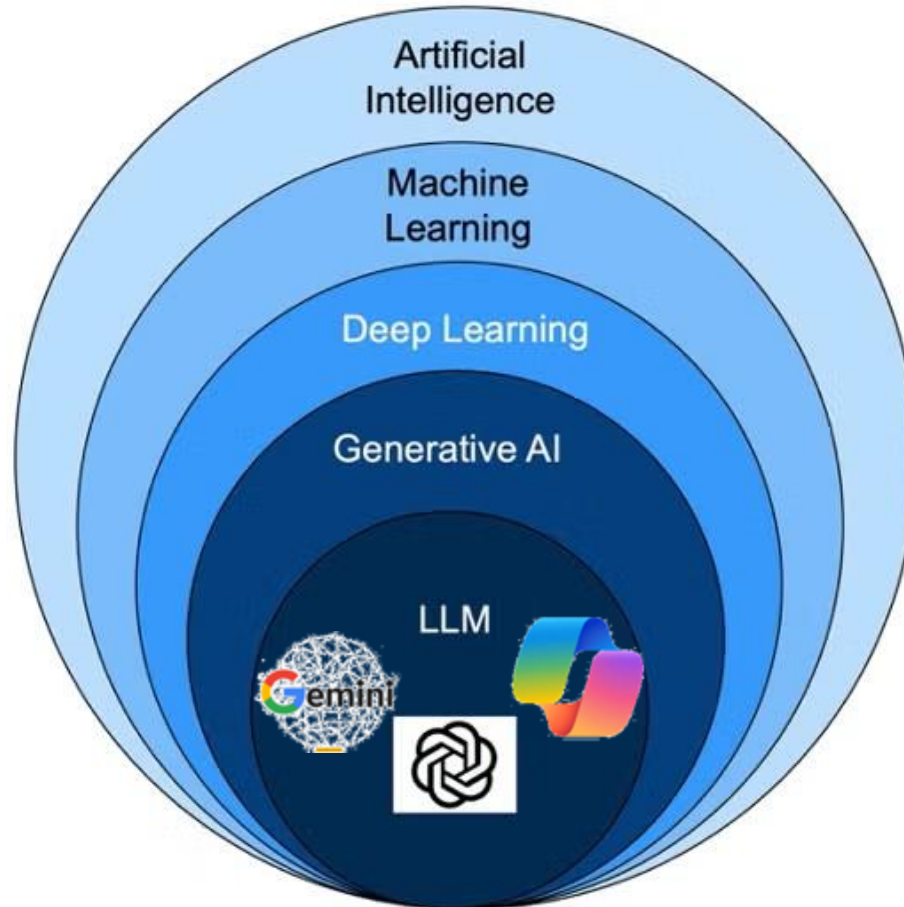 Artificial
Intelligence
Machine
Learning
Deep Learning
Generative AI
LLM
Gemini